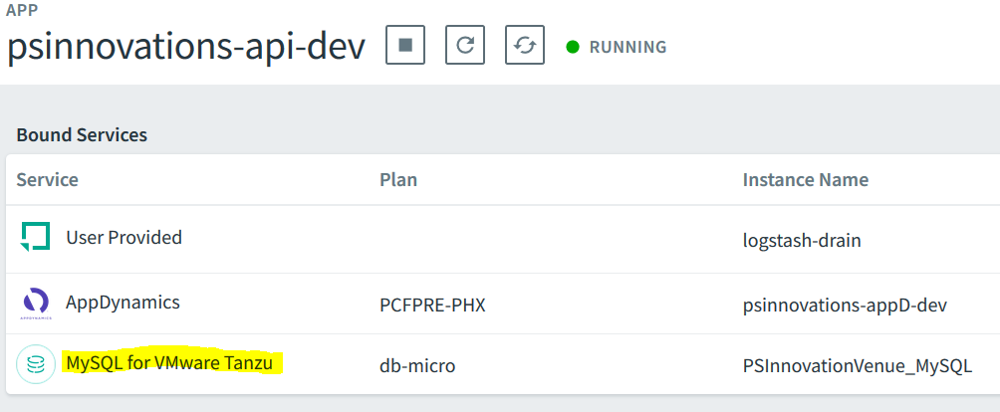 APP
psinnovations-api-dev RUNNING
Bound Services
Service Plan Instance Name
User Provided logstash-drain
AppDynamics PCFPRE-PHX psinnovations-appD-dev
APPDYNAMICS
MySQL for VMware Tanzu db-micro PSInnovationVenue_MySQL